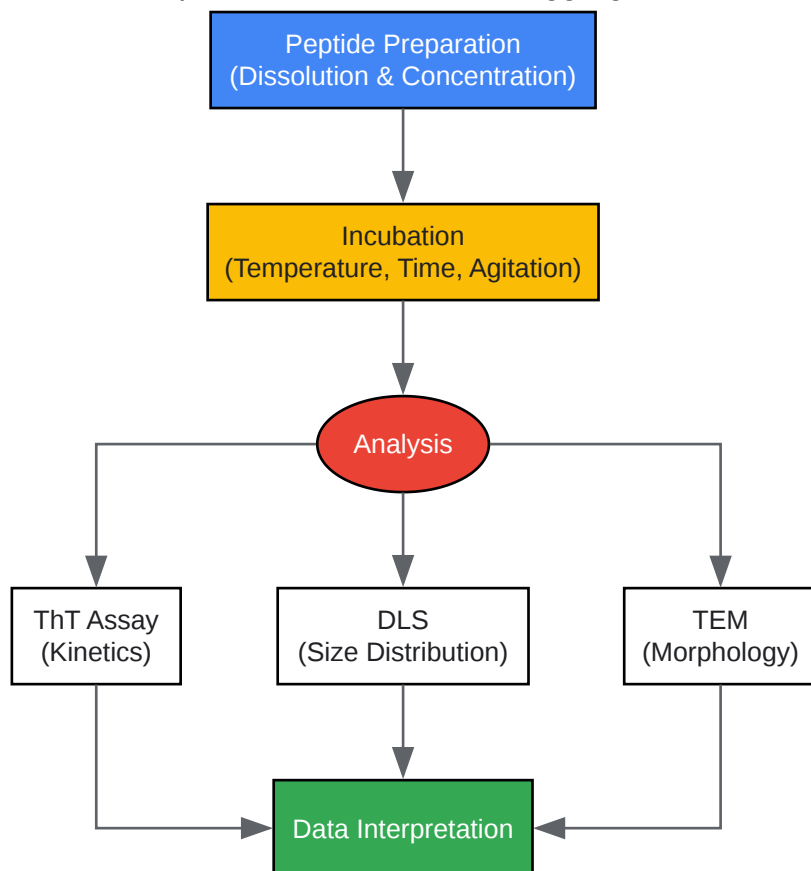 Peptide Preparation
(Dissolution & Concentration)
Incubation
(Temperature, Time, Agitation)
Analysis
ThT Assay
(Kinetics)
DLS
(Size Distribution)
TEM
(Morphology)
Data Interpretation